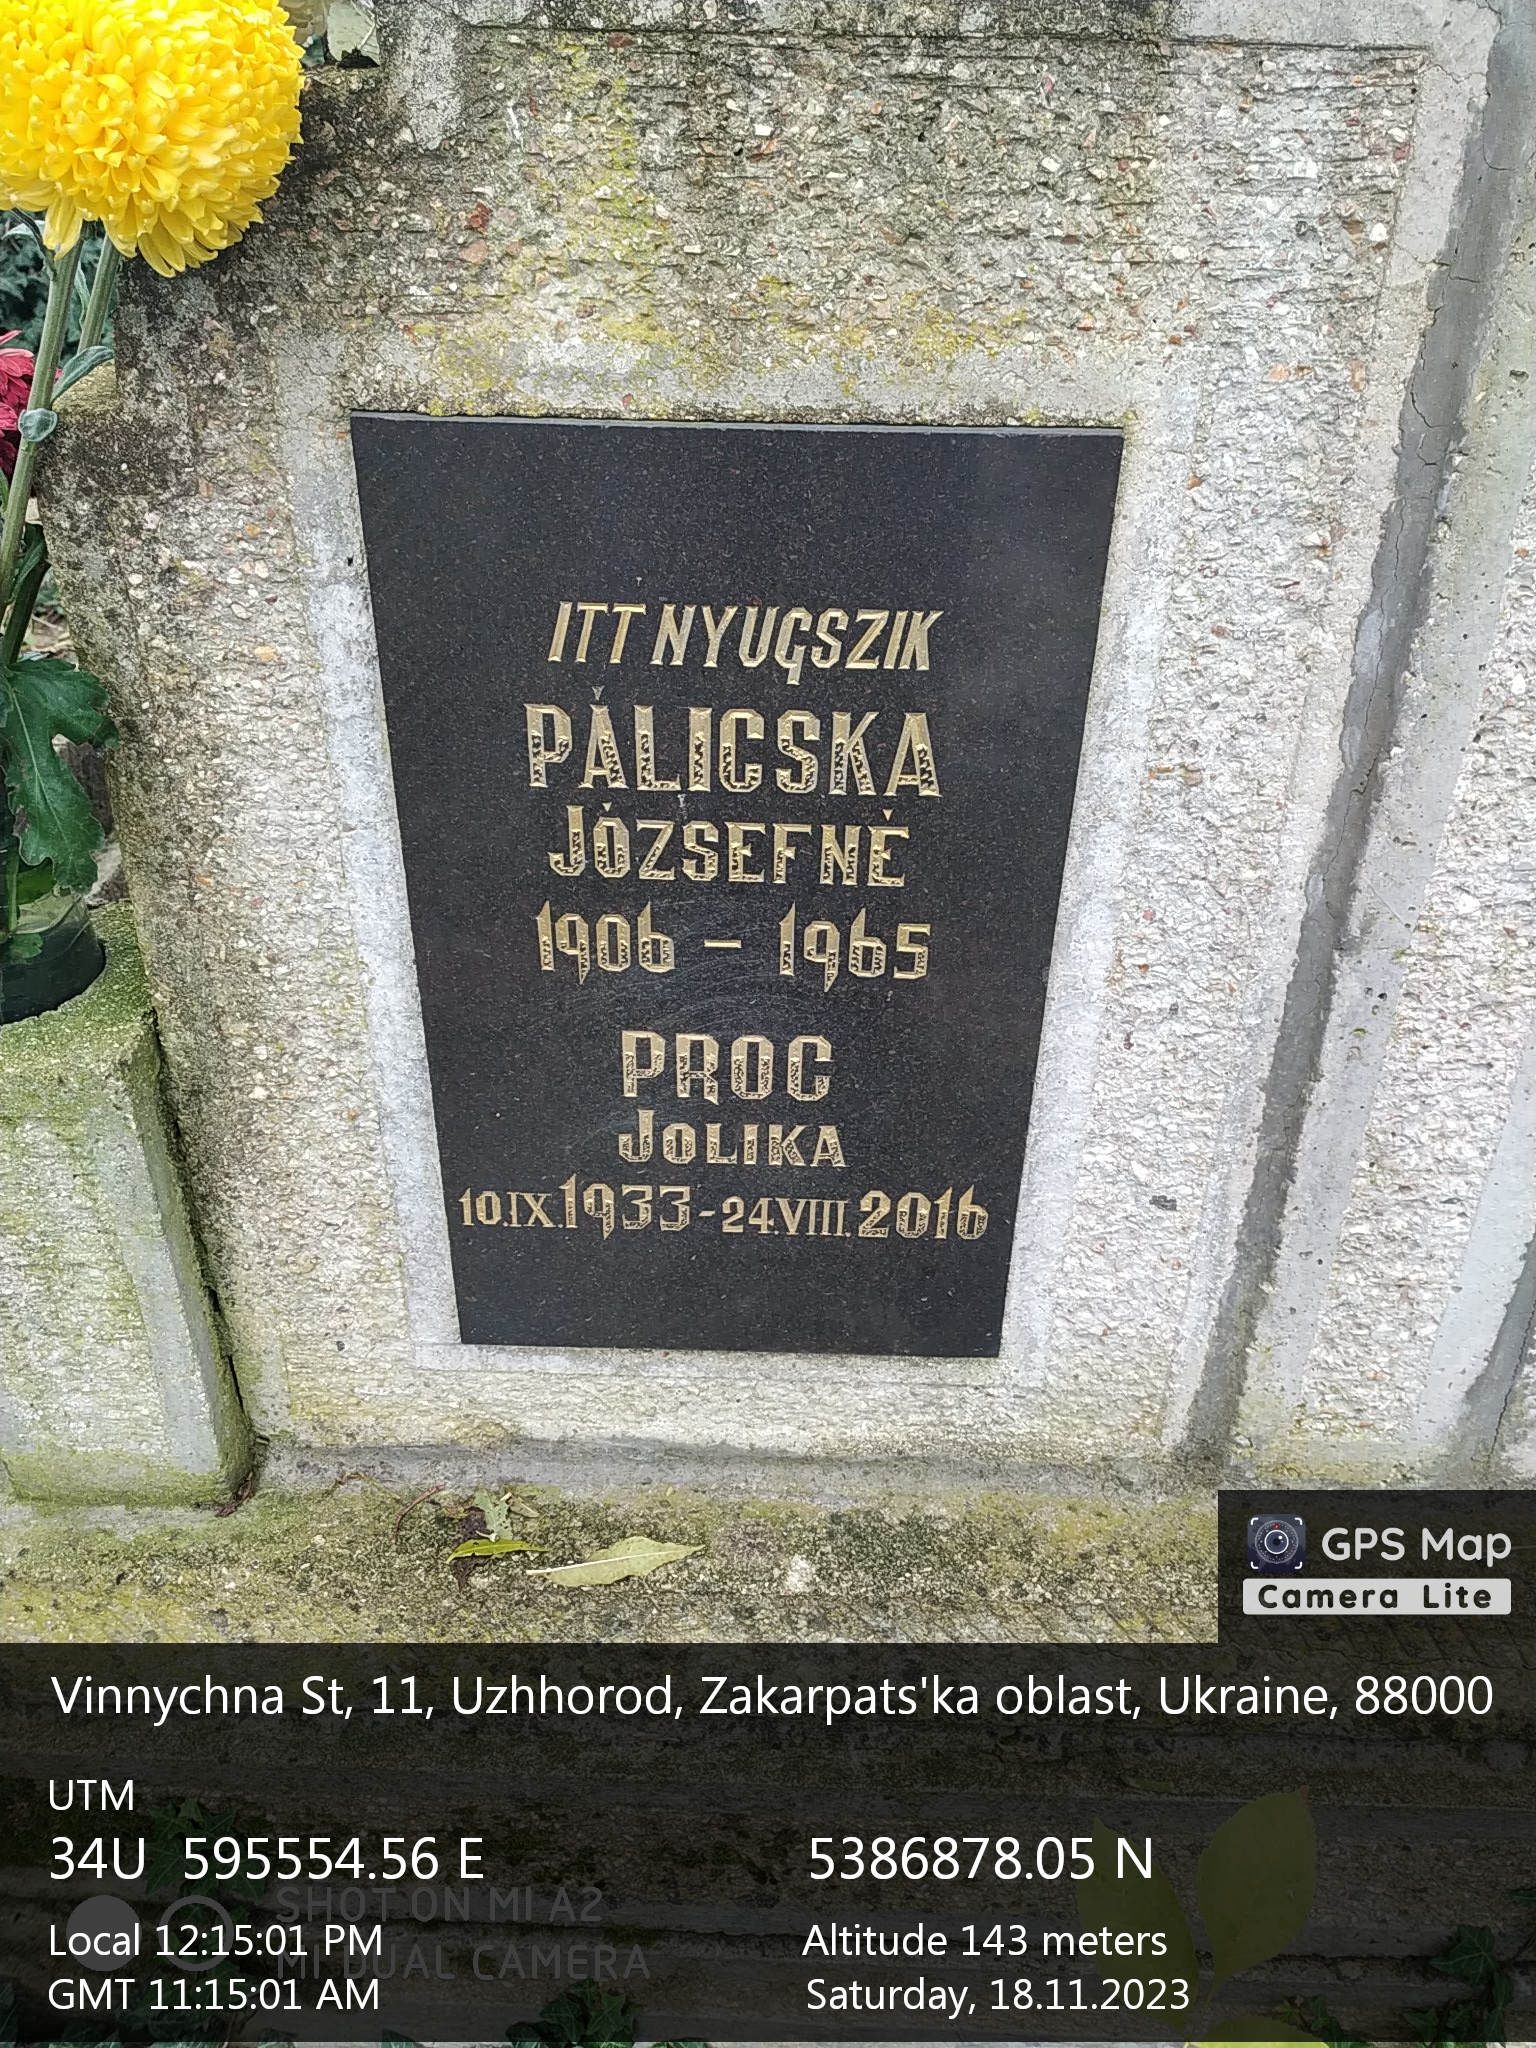 ITT NYUGSZIK
PÁLICSKA
JÓZSEFNÉ
1906 - 1965
PROC
JOLIKA
10.IX.1933-24.VIII.2016
GPS Map
Camera Lite
Vinnychna St, 11, Uzhhorod, Zakarpats'ka oblast, Ukraine, 88000
UTM
34U 595554.56 E 5386878.05 N
SHOT ON MI A2
MI DUAL CAMERA
Local 12:15:01 PM Altitude 143 meters
GMT 11:15:01 AM Saturday, 18.11.2023